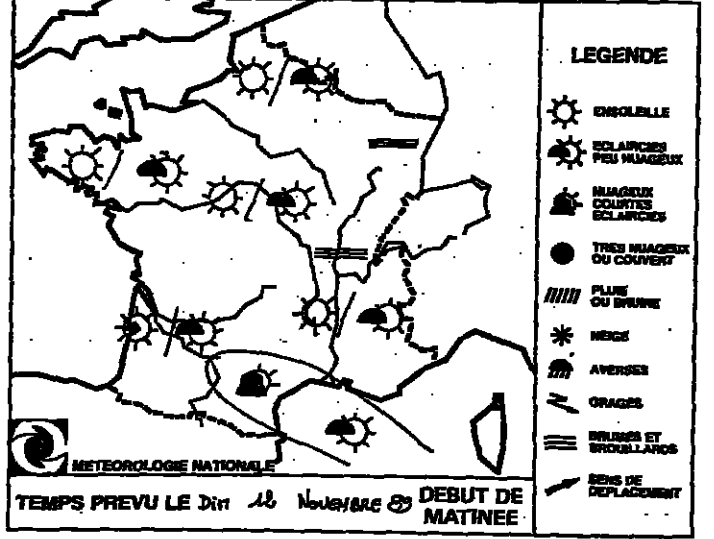 LEGENDE
ENSOLEILLE
ECLAIRCIES
PEU NUAGEUX
NUAGEUX
COURTES
ECLAIRCIES
TRES NUAGEUX
OU COUVERT
PLUIE
OU BRUINE
NEIGE
AVERSES
ORAGES
BRUMES ET
BROUILLARDS
SENS DE
DEPLACEMENT
METEOROLOGIE NATIONALE
TEMPS PREVU LE Dim 12 NOVEMBRE 89 DEBUT DE
MATINEE